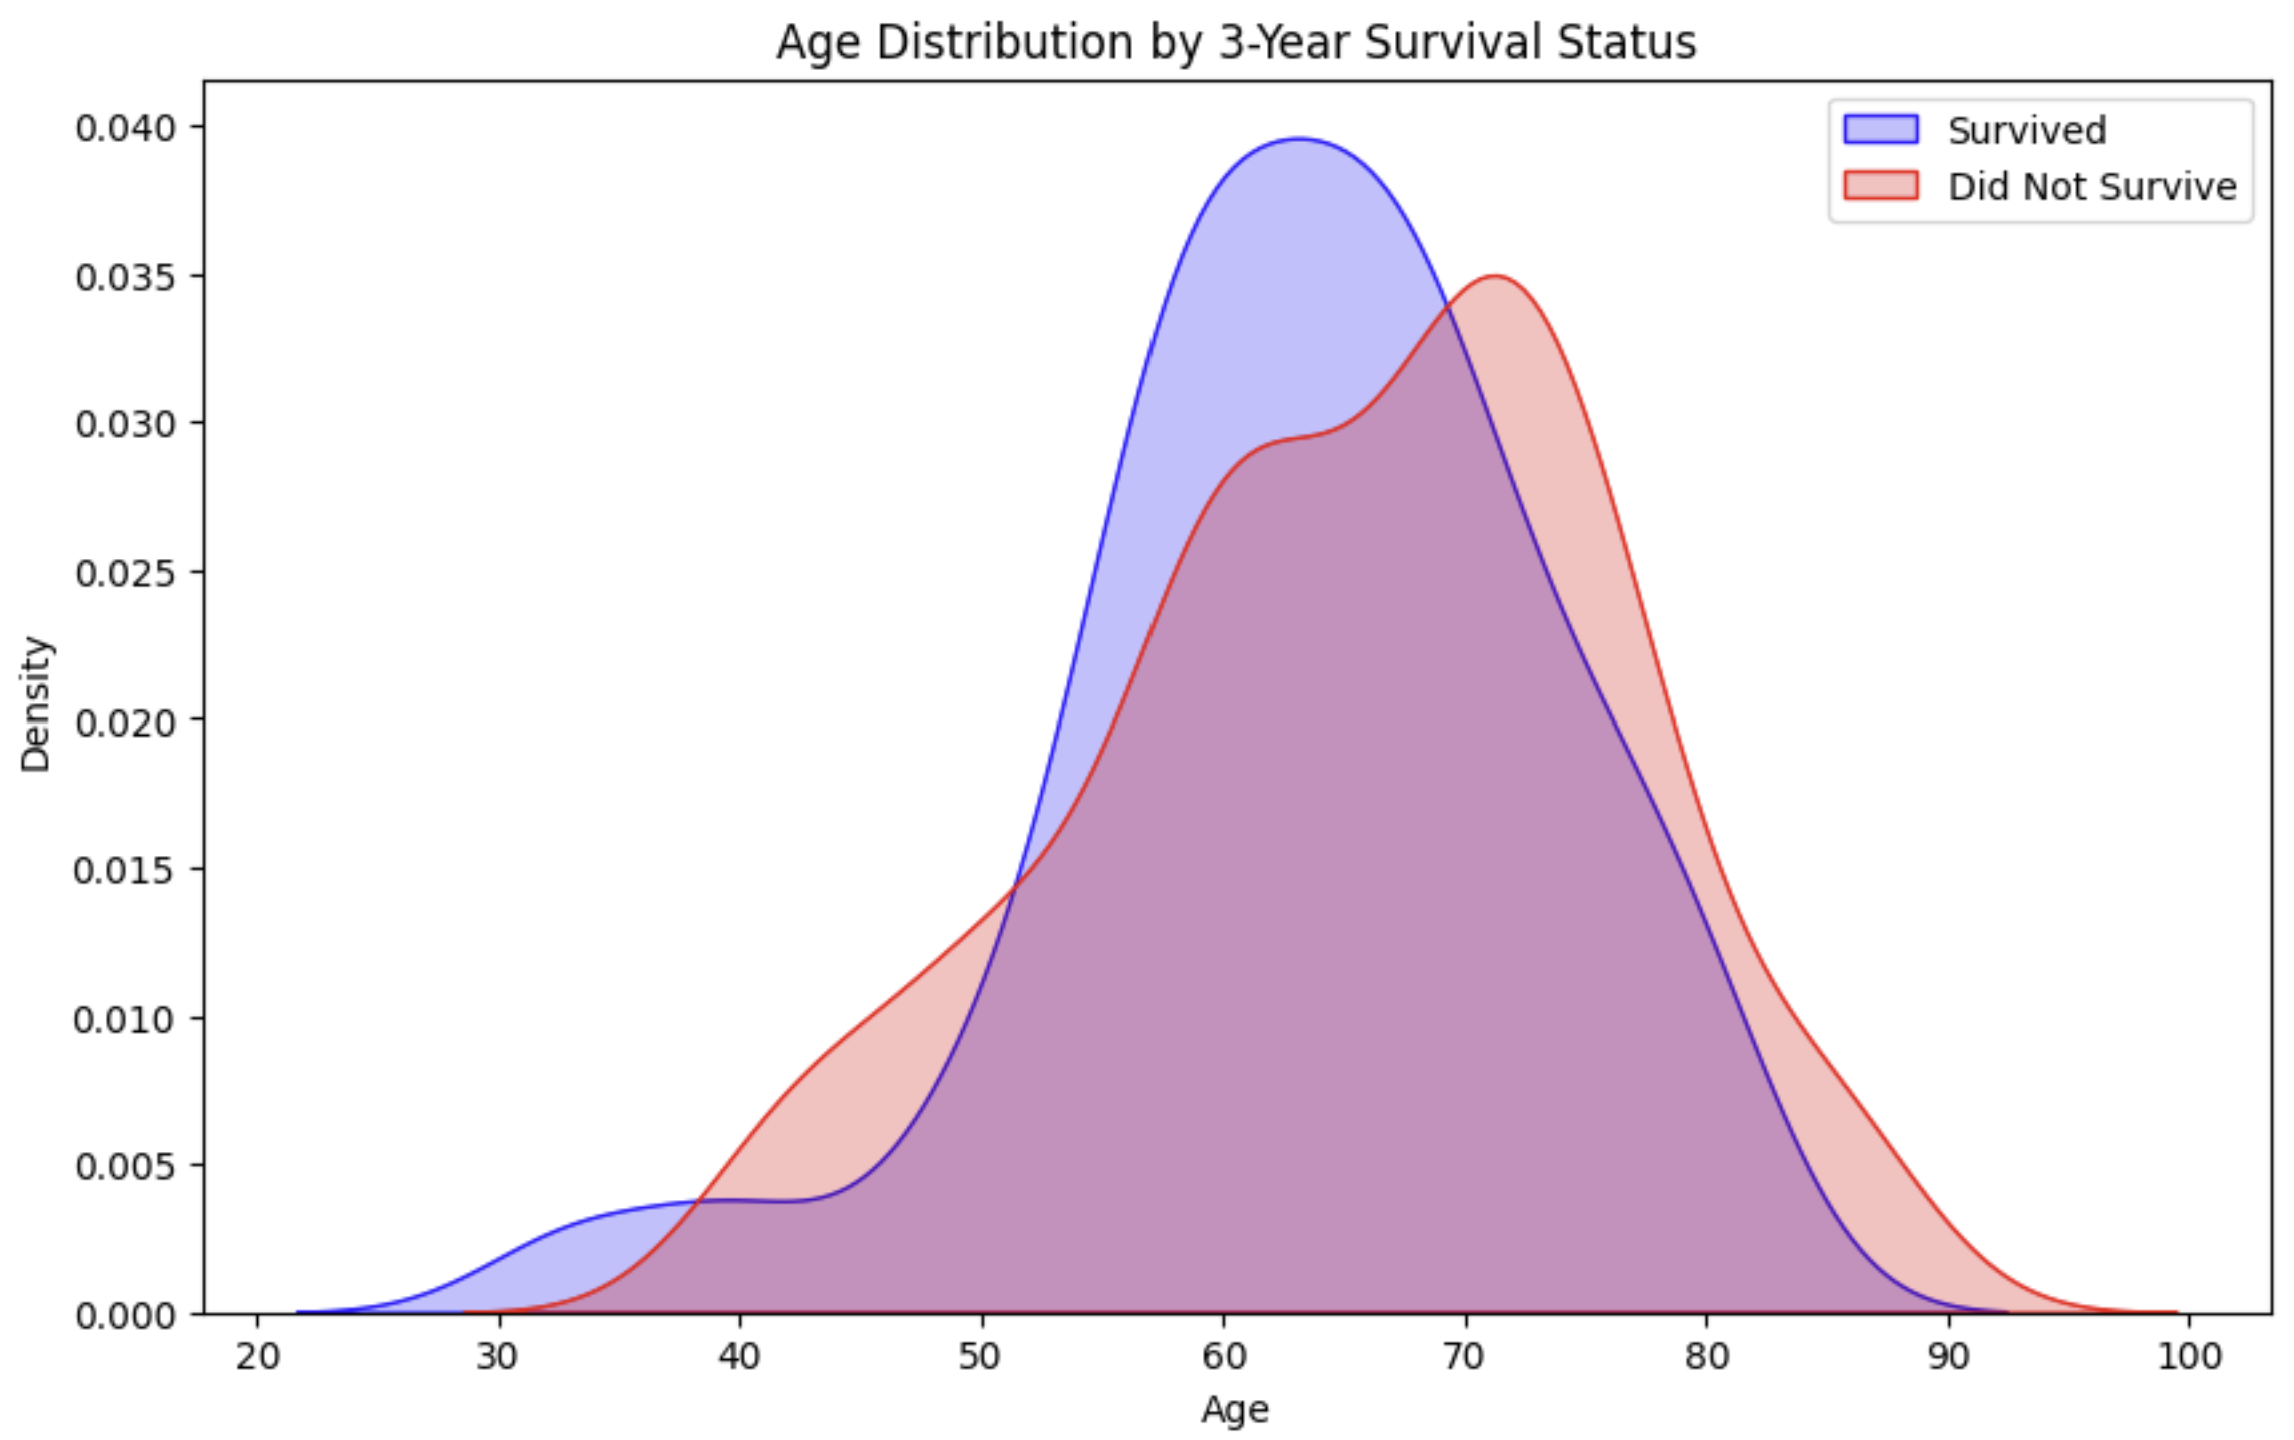 Age Distribution by 3-Year Survival Status
Survived
Did Not Survive
0.040
0.035
0.030
0.025
0.020
0.015
0.010
0.005
0.000
Density
20 30 40 50 60 70 80 90 100
Age